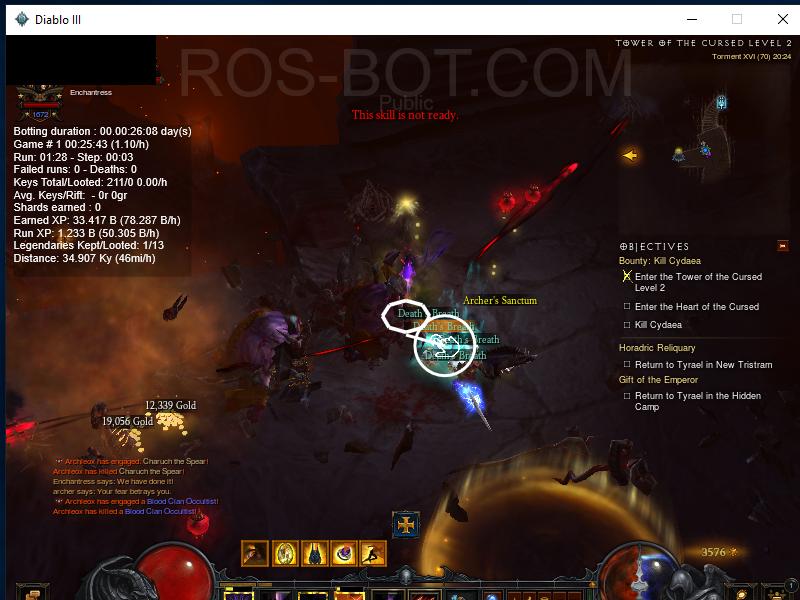 Diablo III
ROS-BOT.COM
Public
TOWER OF THE CURSED LEVEL 2
Torment XVI (70) 20:24
Enchantress
1672
This skill is not ready.
Botting duration : 00.00:26:08 day(s)
Game # 1 00:25:43 (1.10/h)
Run: 01:28 - Step: 00:03
Failed runs: 0 - Deaths: 0
Keys Total/Looted: 211/0 0.00/h
Avg. Keys/Rift: - 0r 0gr
Shards earned : 0
Earned XP: 33.417 B (78.287 B/h)
Run XP: 1.233 B (50.305 B/h)
Legendaries Kept/Looted: 1/13
Distance: 34.907 Ky (46mi/h)
OBJECTIVES
Bounty: Kill Cydaea
Enter the Tower of the Cursed
Level 2
Enter the Heart of the Cursed
Kill Cydaea
Horadric Reliquary
Return to Tyrael in New Tristram
Gift of the Emperor
Return to Tyrael in the Hidden
Camp
Archer's Sanctum
Death's Breath
Death's Breath
Death's Breath
Death's Breath
12,339 Gold
19,056 Gold
Archleox has engaged Charuch the Spear!
Archleox has killed Charuch the Spear!
Enchantress says: We have done it!
archer says: Your fear betrays you.
Archleox has engaged a Blood Clan Occultist!
Archleox has killed a Blood Clan Occultist!
3576
1